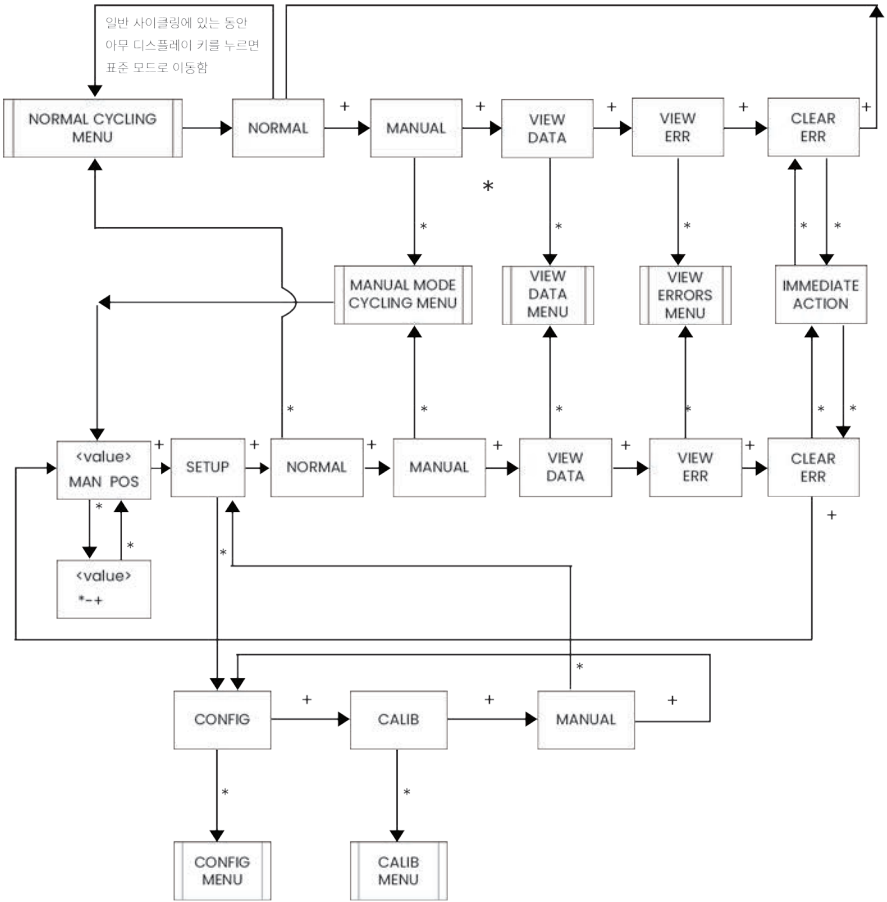 일반 사이클링에 있는 동안
아무 디스플레이 키를 누르면
표준 모드로 이동함
NORMAL CYCLING
MENU
NORMAL
+
MANUAL
+
VIEW
DATA
+
VIEW
ERR
+
CLEAR
ERR
+
*
*
*
*
*
*
MANUAL MODE
CYCLING MENU
VIEW
DATA
MENU
VIEW
ERRORS
MENU
IMMEDIATE
ACTION
*
*
*
*
*
*
<value>
MAN POS
+
SETUP
+
NORMAL
+
MANUAL
+
VIEW
DATA
+
VIEW
ERR
+
CLEAR
ERR
+
*
*
*
<value>
*-+
*
CONFIG
+
CALIB
+
MANUAL
+
*
*
CONFIG
MENU
CALIB
MENU